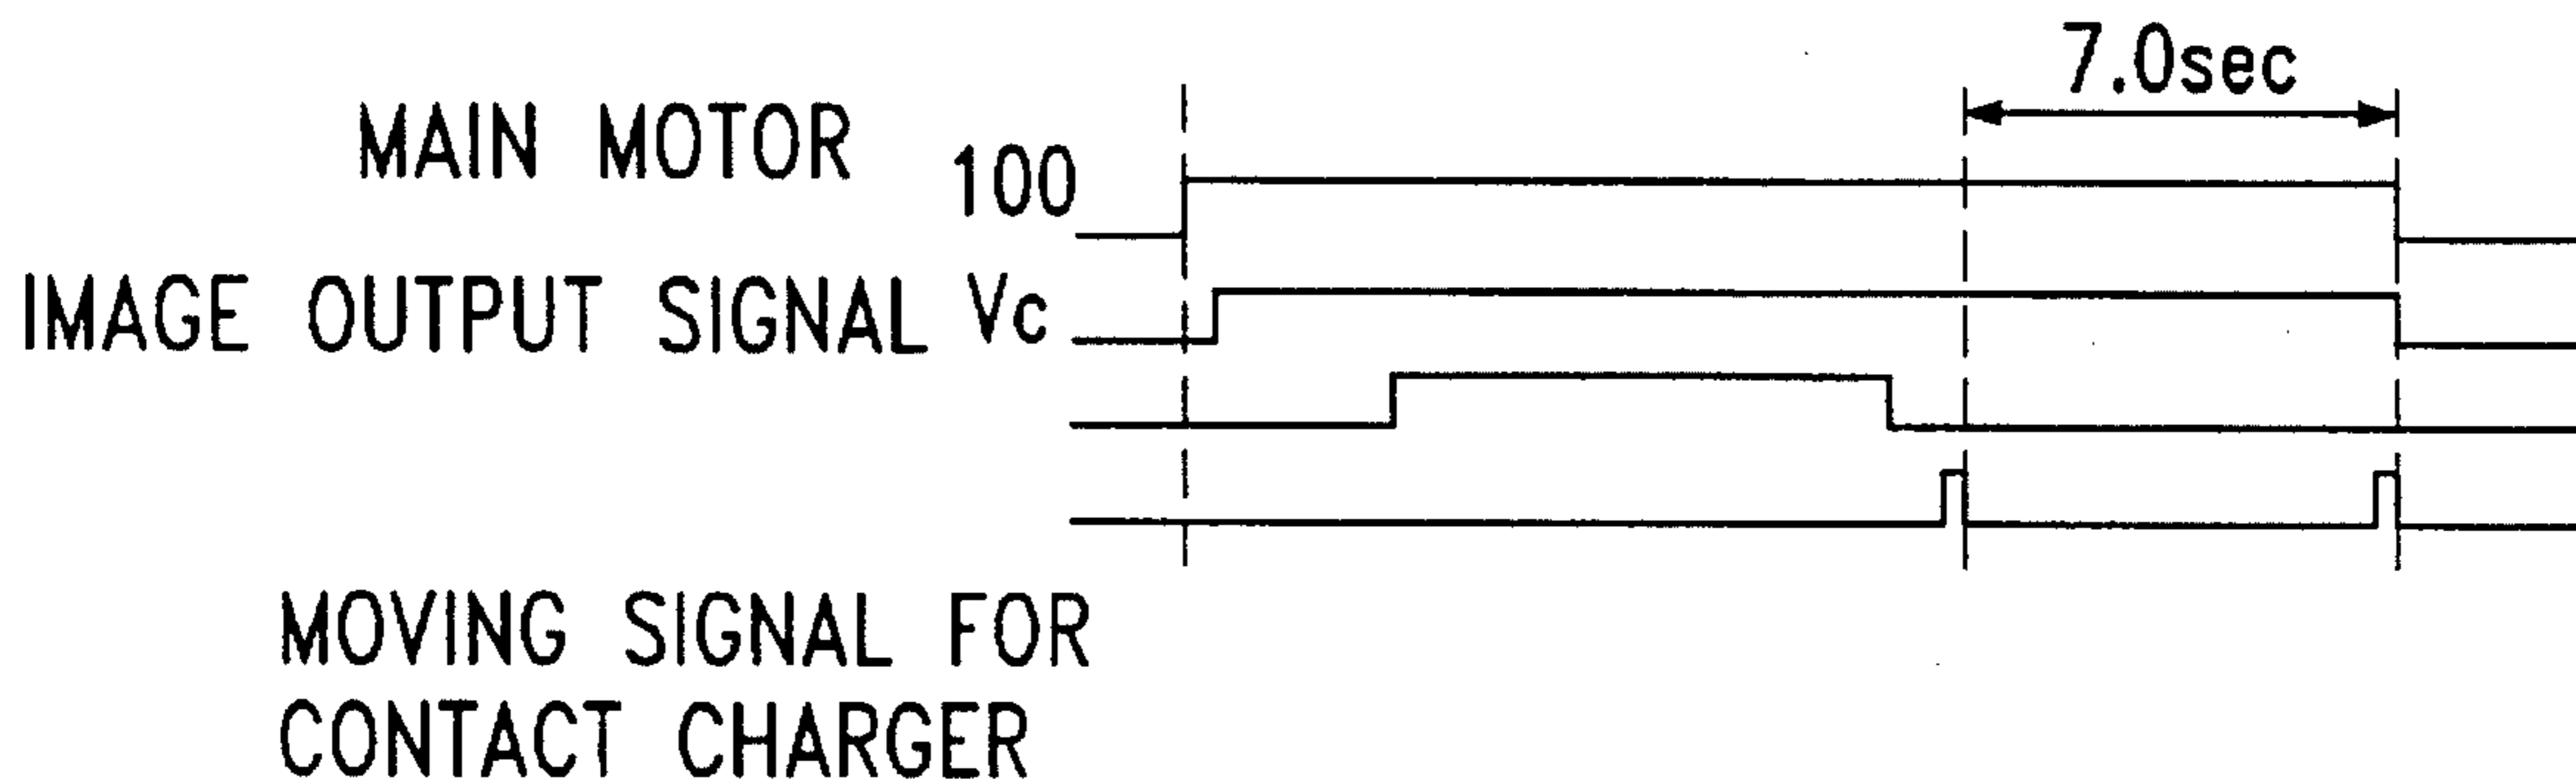 7.0sec
MAIN MOTOR 100
IMAGE OUTPUT SIGNAL Vc
MOVING SIGNAL FOR
CONTACT CHARGER